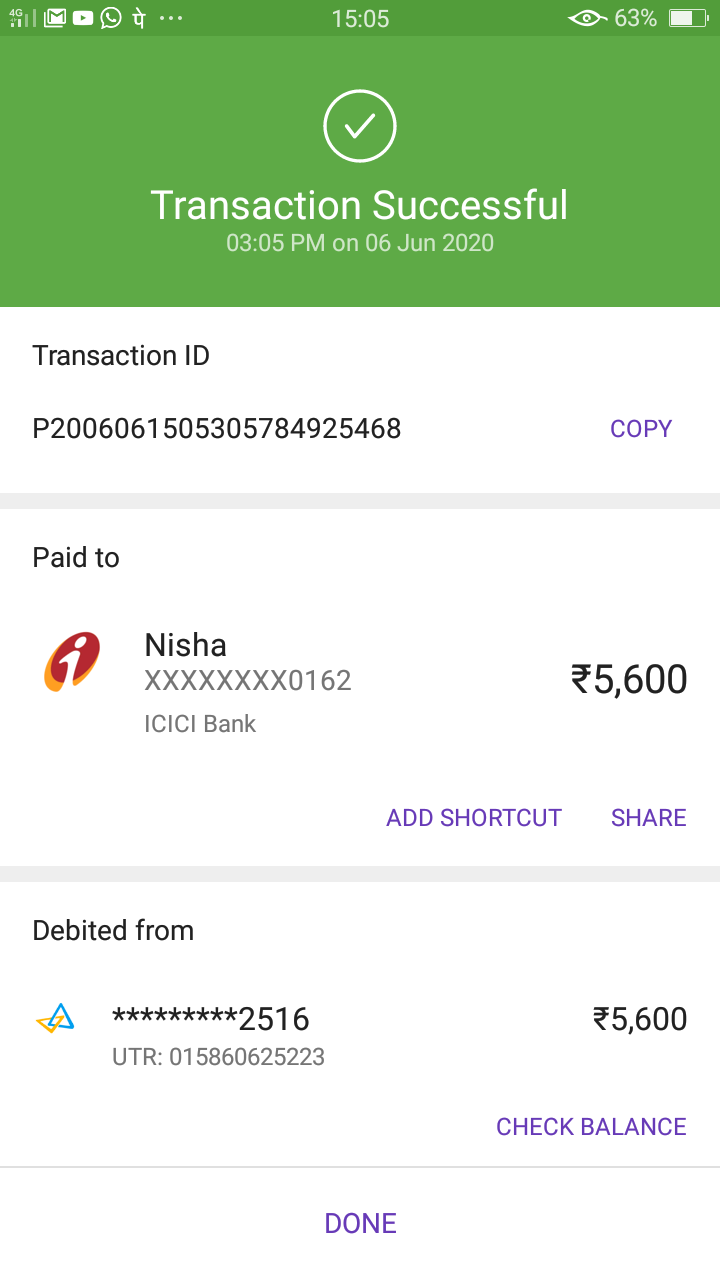 4G
पे
15:05
63%
Transaction Successful
03:05 PM on 06 Jun 2020
Transaction ID
P2006061505305784925468
COPY
Paid to
Nisha
XXXXXXXX0162
₹5,600
ICICI Bank
ADD SHORTCUT SHARE
Debited from
*********2516
₹5,600
UTR: 015860625223
CHECK BALANCE
DONE